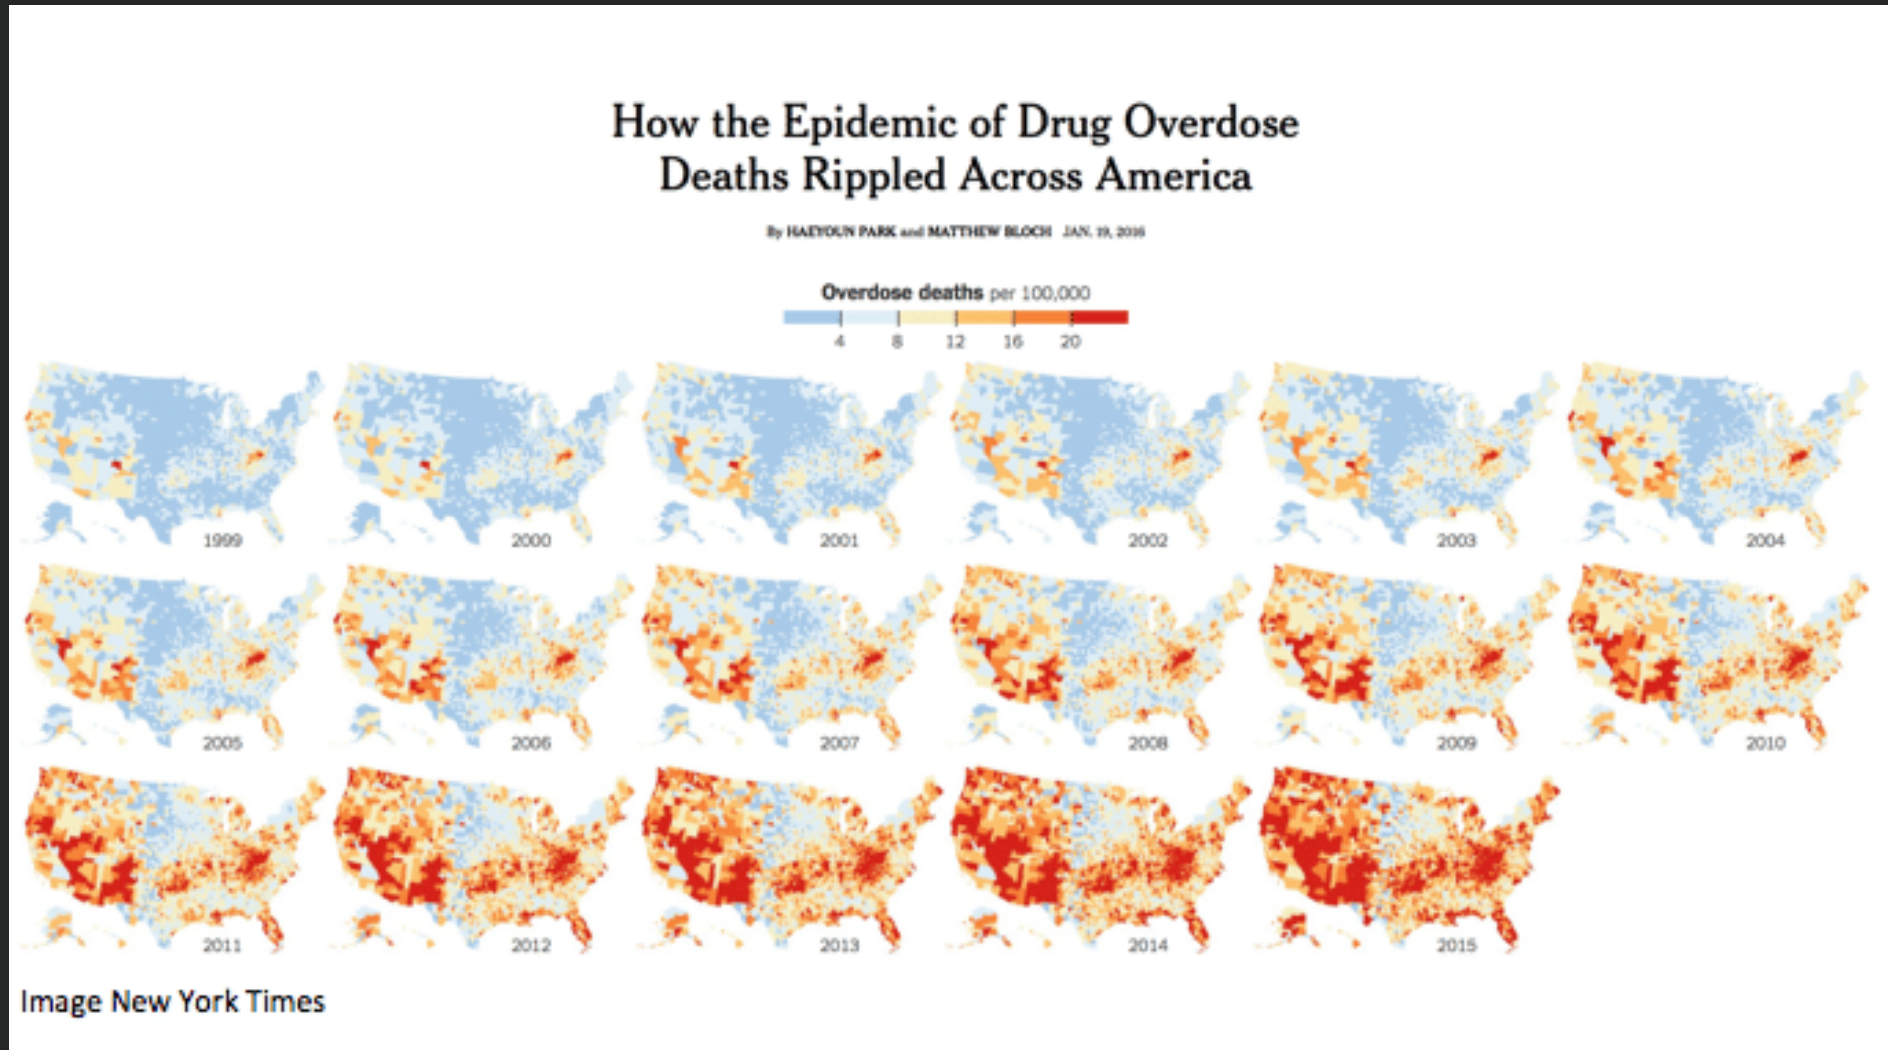 How the Epidemic of Drug Overdose
Deaths Rippled Across America
By HAEYOUN PARK and MATTHEW BLOCH JAN. 19, 2016
Overdose deaths per 100,000
4 8 12 16 20
1999 2000 2001 2002 2003 2004
2005 2006 2007 2008 2009 2010
2011 2012 2013 2014 2015
Image New York Times